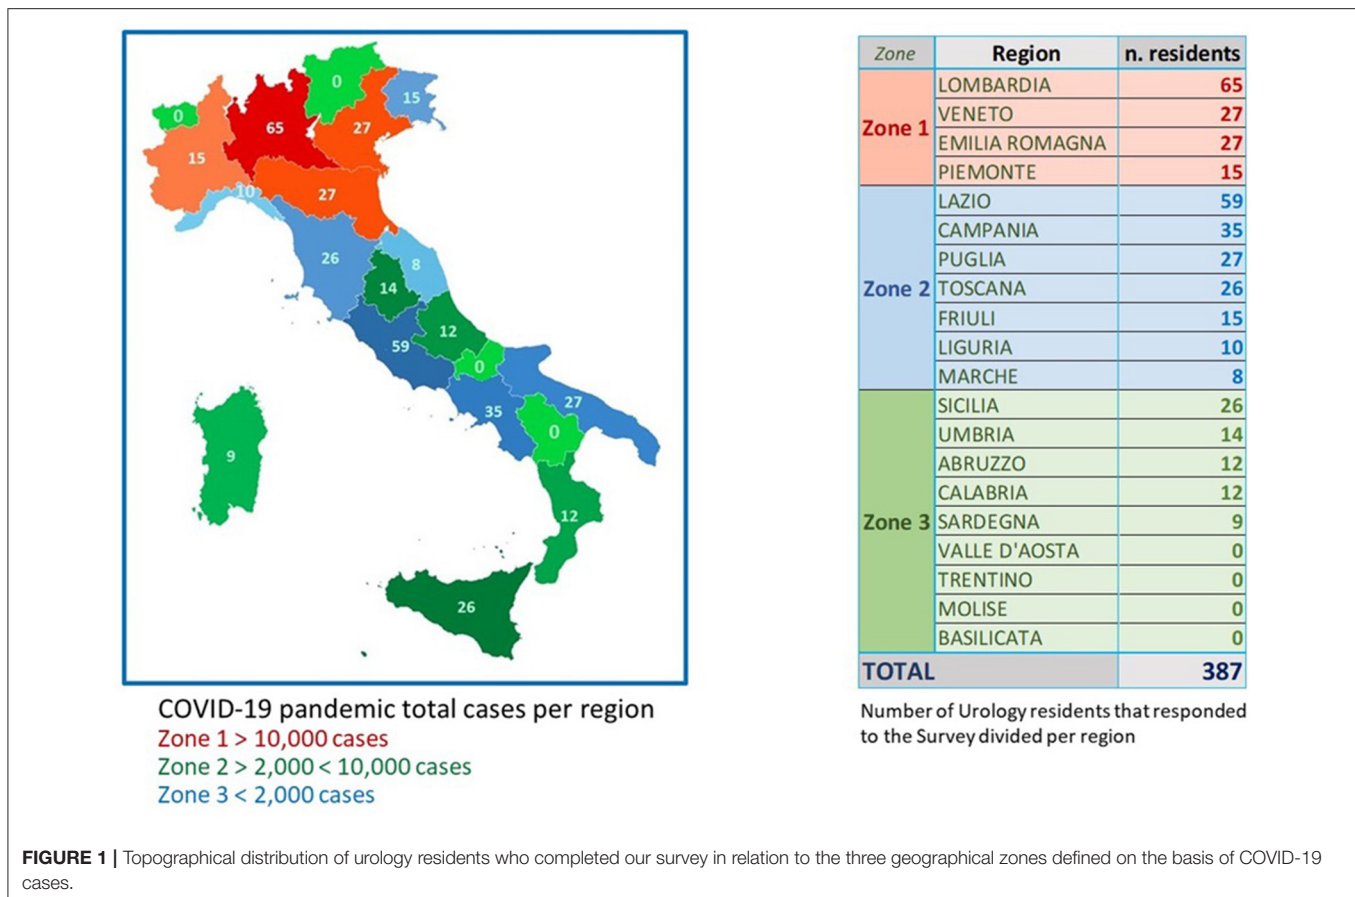 0
15
0
65
27
15
10
27
26
8
14
12
59
0
35
27
0
9
12
26
COVID-19 pandemic total cases per region
Zone 1 > 10,000 cases
Zone 2 > 2,000 < 10,000 cases
Zone 3 < 2,000 cases
Zone Region n. residents
Zone 1
LOMBARDIA 65
VENETO 27
EMILIA ROMAGNA 27
PIEMONTE 15
Zone 2
LAZIO 59
CAMPANIA 35
PUGLIA 27
TOSCANA 26
FRIULI 15
LIGURIA 10
MARCHE 8
Zone 3
SICILIA 26
UMBRIA 14
ABRUZZO 12
CALABRIA 12
SARDEGNA 9
VALLE D'AOSTA 0
TRENTINO 0
MOLISE 0
BASILICATA 0
TOTAL 387
Number of Urology residents that responded
to the Survey divided per region
FIGURE 1 | Topographical distribution of urology residents who completed our survey in relation to the three geographical zones defined on the basis of COVID-19
cases.